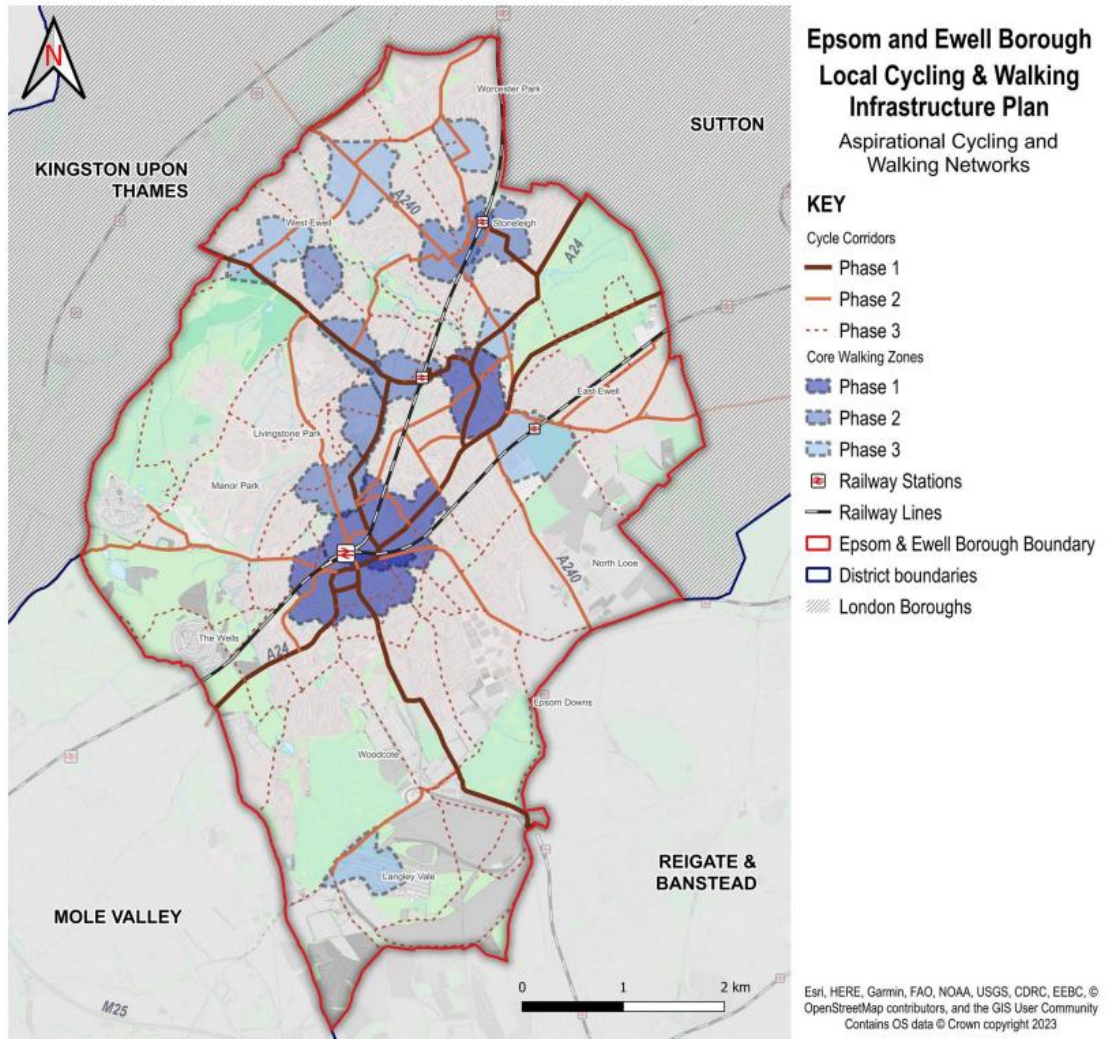 N
Epsom and Ewell Borough
Local Cycling & Walking
Infrastructure Plan
Aspirational Cycling and
Walking Networks
KEY
Cycle Corridors
Phase 1
Phase 2
Phase 3
Core Walking Zones
Phase 1
Phase 2
Phase 3
Railway Stations
Railway Lines
Epsom & Ewell Borough Boundary
District boundaries
London Boroughs
Worcester Park
SUTTON
KINGSTON UPON
THAMES
A240
West Ewell
Stoneleigh
A24
East Ewell
Livingstone Park
Manor Park
North Looe
A240
The Wells
A24
Epsom Downs
Woodcote
Langley Vale
REIGATE &
BANSTEAD
MOLE VALLEY
M25
0 1 2 km
Esri, HERE, Garmin, FAO, NOAA, USGS, CDRC, EEBC, ©
OpenStreetMap contributors, and the GIS User Community
Contains OS data © Crown copyright 2023